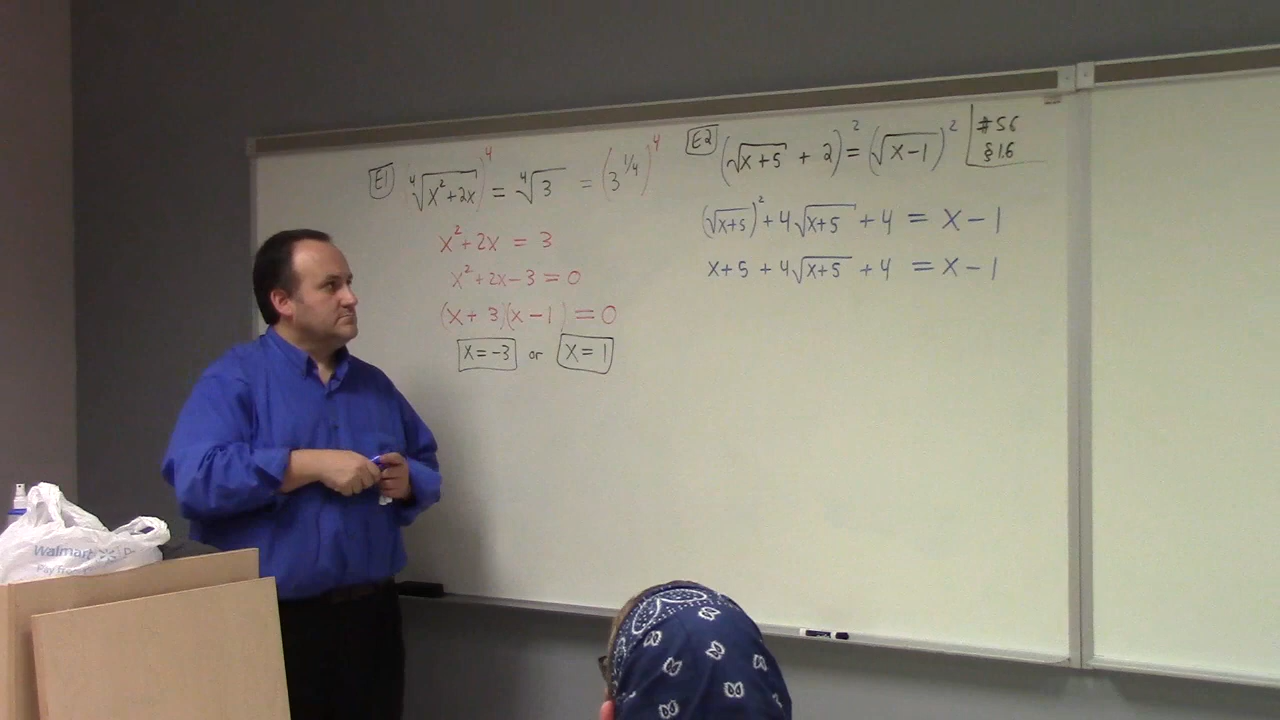 E1 (⁴√(x²+2x))⁴ = ⁴√3 = (3^(1/4))⁴
x²+2x = 3
x²+2x-3 = 0
(x+3)(x-1) = 0
x=-3 or x=1
E2 (√(x+5) + 2)² = (√(x-1))²
#56
§1.6
(√(x+5))² + 4√(x+5) + 4 = x-1
x+5 + 4√(x+5) + 4 = x-1
Walmart